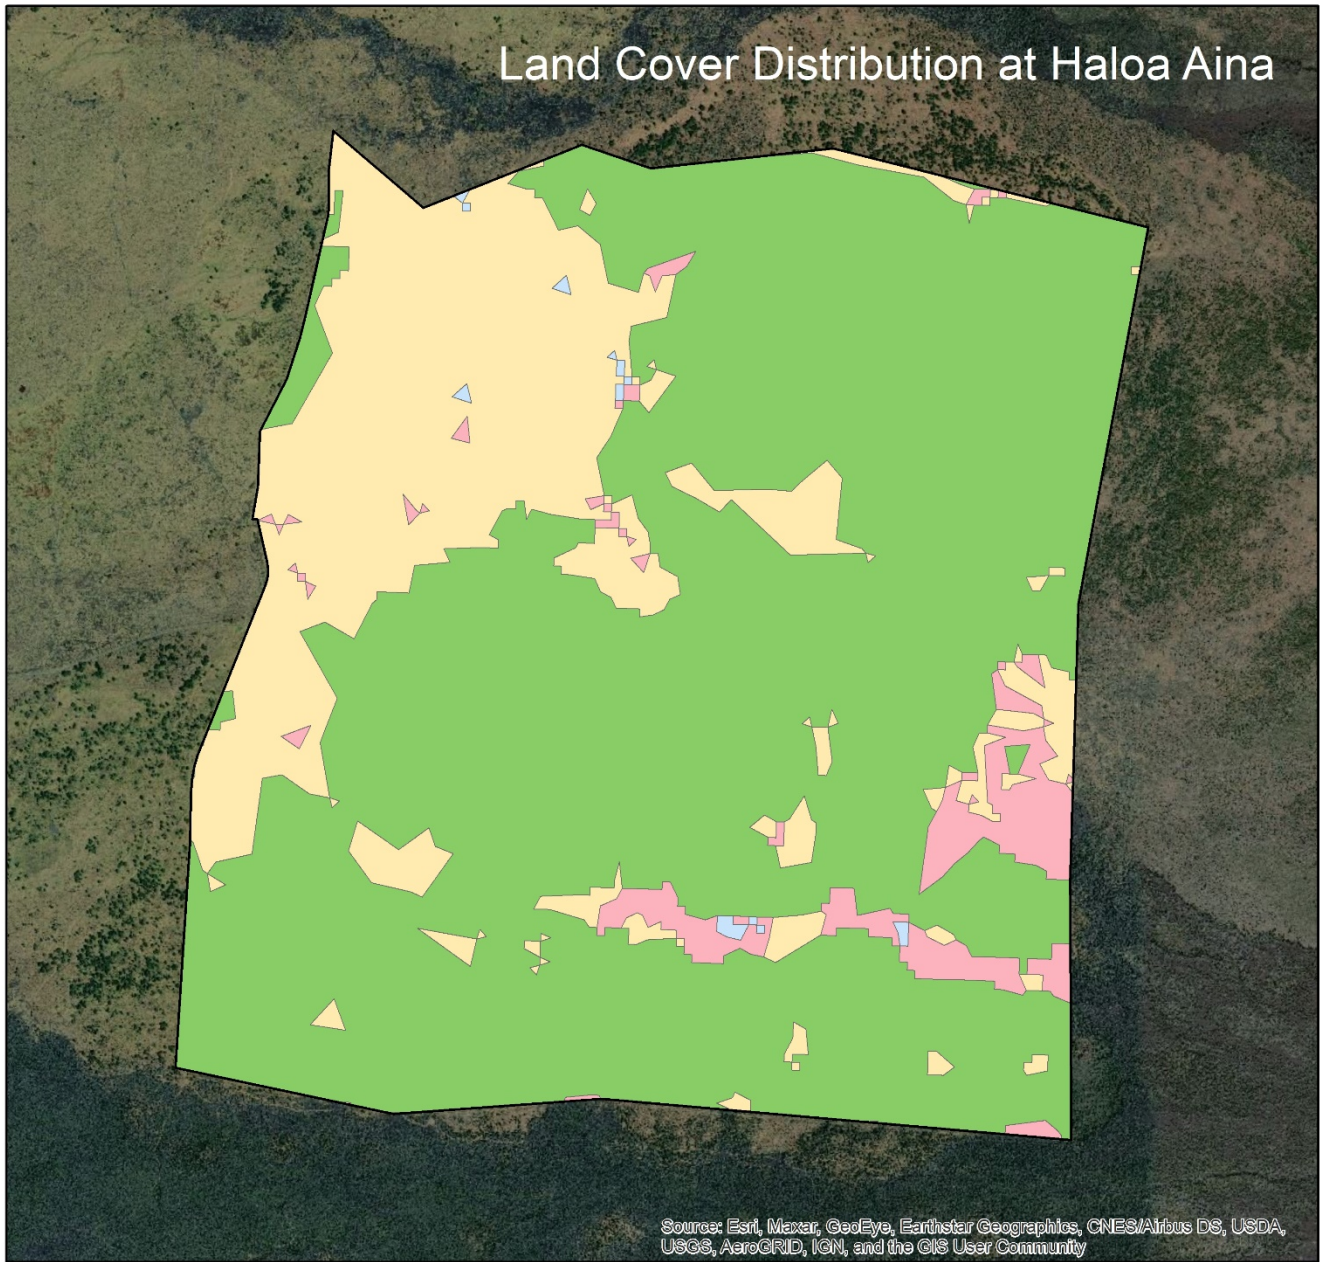 Land Cover Distribution at Haloa Aina
Source: Esri, Maxar, GeoEye, Earthstar Geographics, CNES/Airbus DS, USDA,
USGS, AeroGRID, IGN, and the GIS User Community